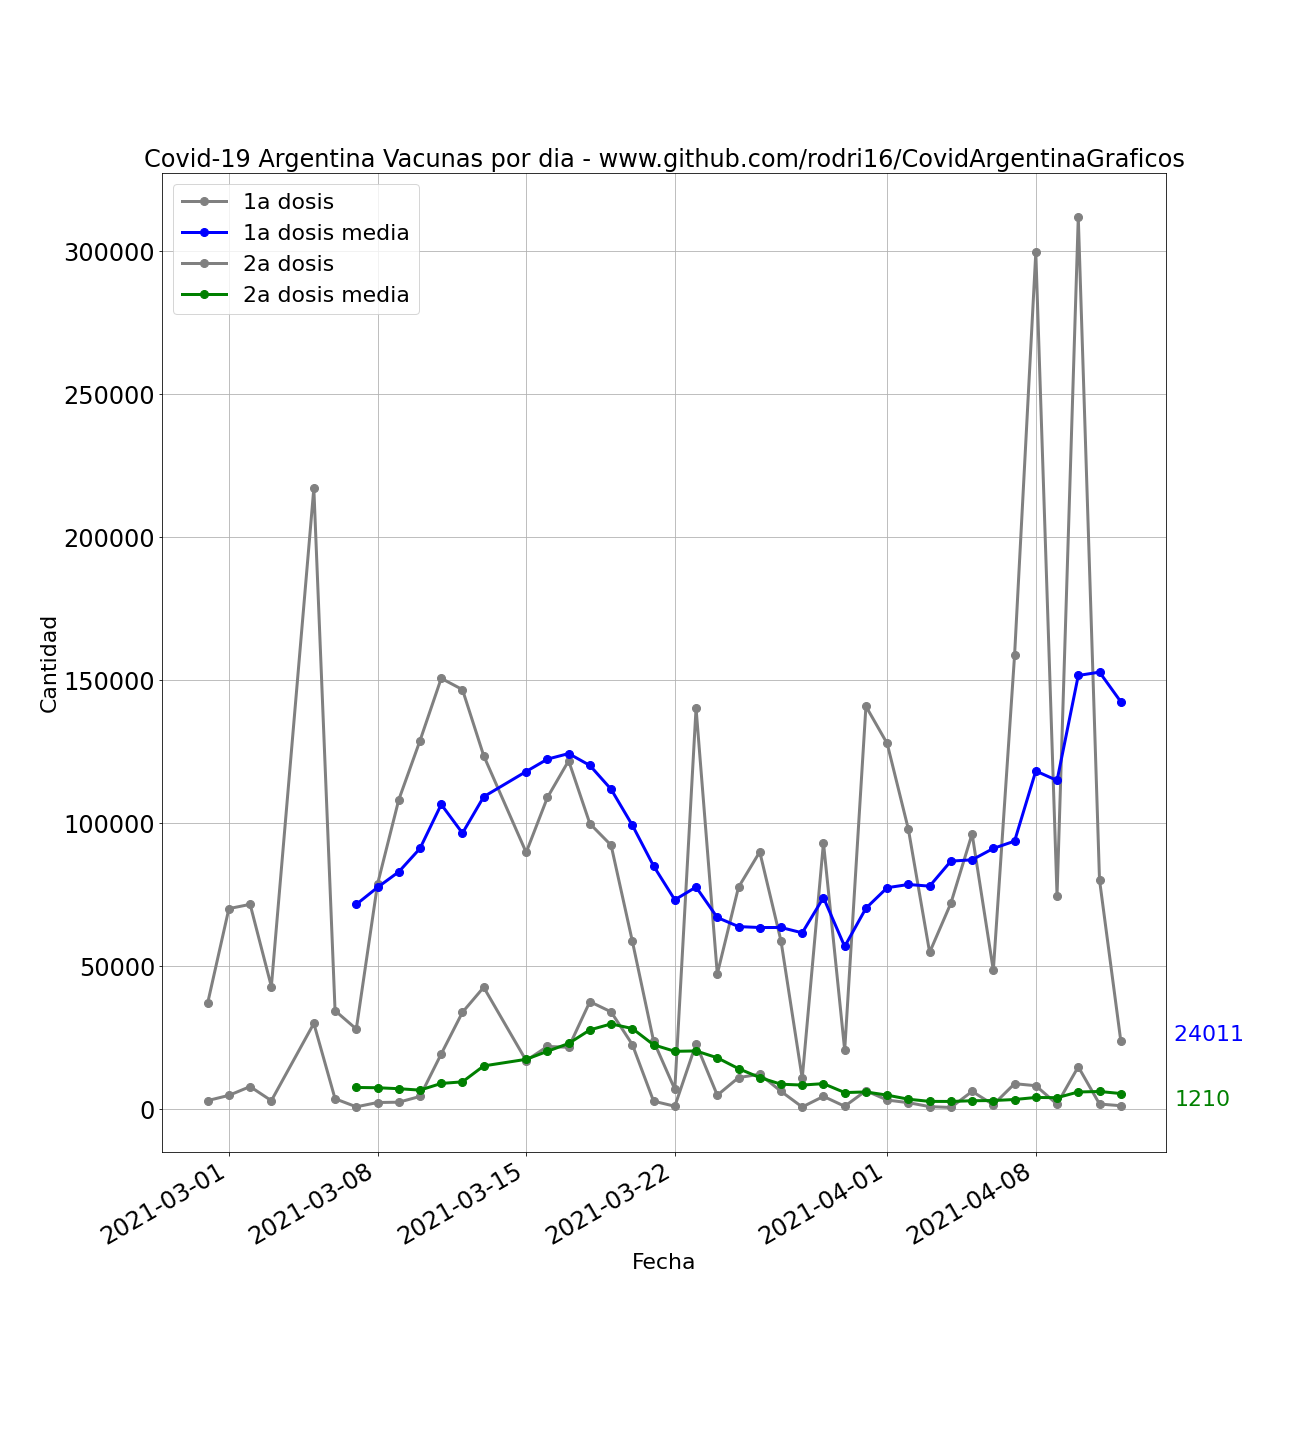 Covid-19 Argentina Vacunas por dia - www.github.com/rodri16/CovidArgentinaGraficos
1a dosis
1a dosis media
2a dosis
2a dosis media
300000
250000
200000
150000
100000
50000
0
Cantidad
24011
1210
2021-03-01
2021-03-08
2021-03-15
2021-03-22
2021-04-01
2021-04-08
Fecha